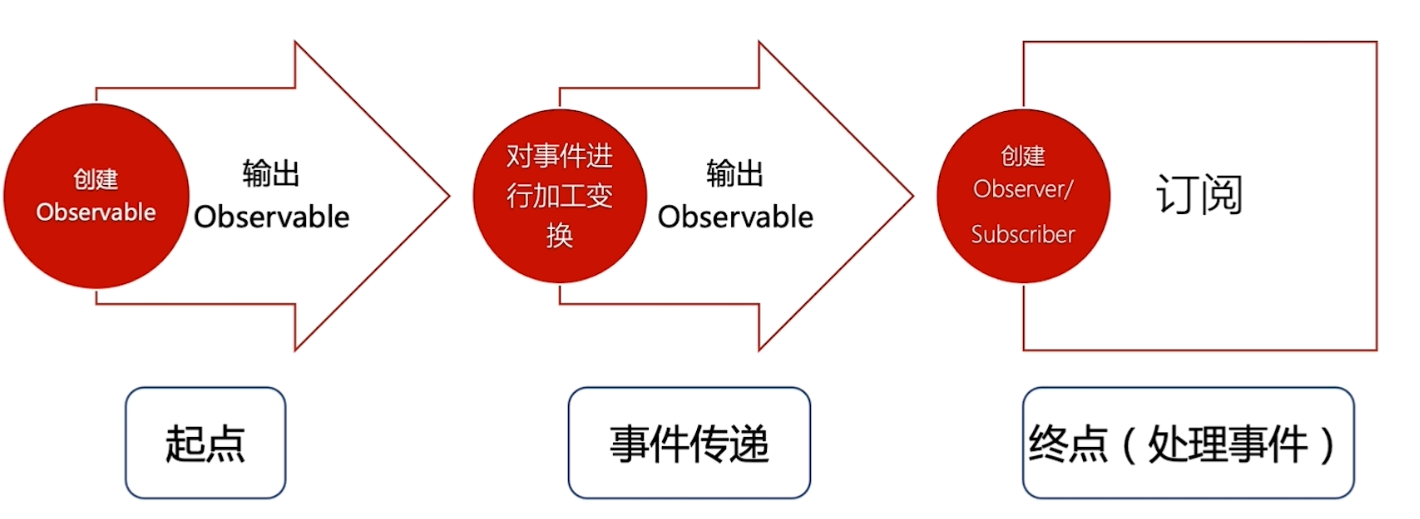 创建
Observable
输出
Observable
对事件进
行加工变
换
输出
Observable
创建
Observer/
Subscriber
订阅
起点
事件传递
终点（处理事件）